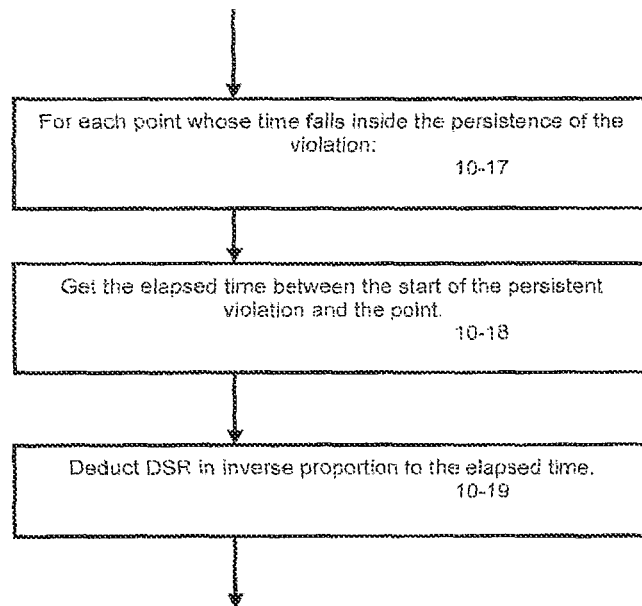 For each point whose time falls inside the persistence of the
violation:
10-17
Get the elapsed time between the start of the persistent
violation and the point.
10-18
Deduct DSR in inverse proportion to the elapsed time.
10-19